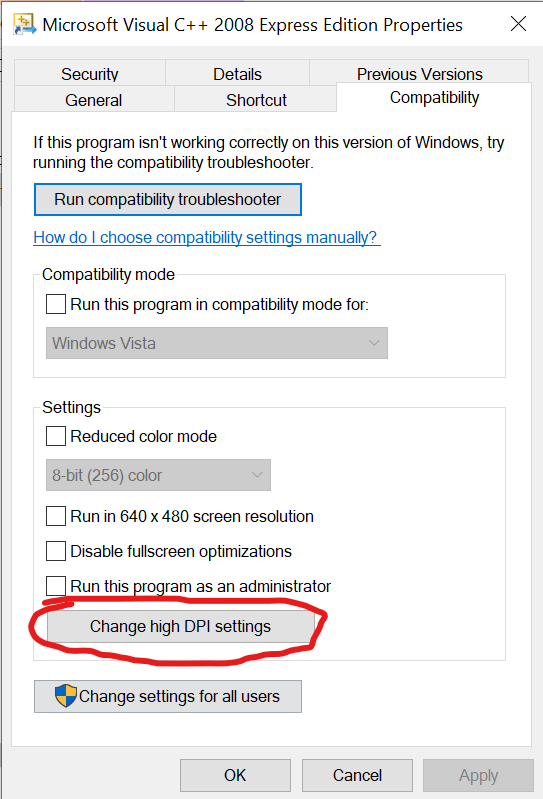 Microsoft Visual C++ 2008 Express Edition Properties
Security Details Previous Versions
General Shortcut Compatibility
If this program isn't working correctly on this version of Windows, try
running the compatibility troubleshooter.
Run compatibility troubleshooter
How do I choose compatibility settings manually?
Compatibility mode
Run this program in compatibility mode for:
Windows Vista
Settings
Reduced color mode
8-bit (256) color
Run in 640 x 480 screen resolution
Disable fullscreen optimizations
Run this program as an administrator
Change high DPI settings
Change settings for all users
OK Cancel Apply